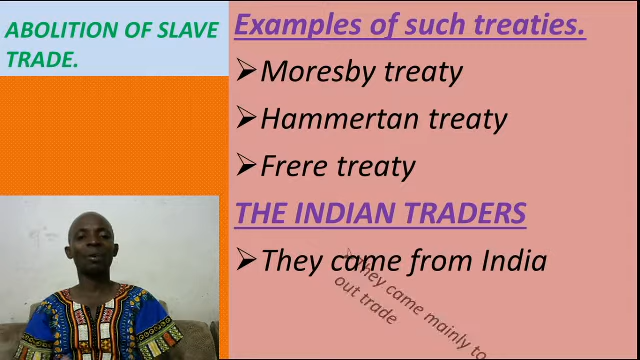 ABOLITION OF SLAVE
TRADE.
Examples of such treaties.
Moresby treaty
Hammertan treaty
Frere treaty
THE INDIAN TRADERS
They came from India
They came mainly to
out trade